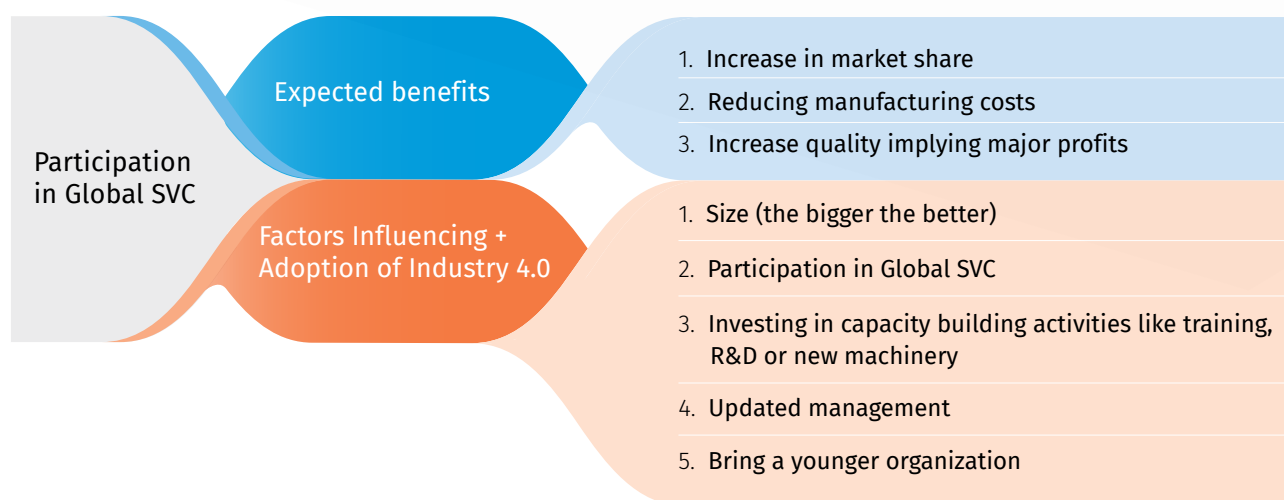 Participation
in Global SVC
Expected benefits
1. Increase in market share
2. Reducing manufacturing costs
3. Increase quality implying major profits
Factors Influencing +
Adoption of Industry 4.0
1. Size (the bigger the better)
2. Participation in Global SVC
3. Investing in capacity building activities like training,
R&D or new machinery
4. Updated management
5. Bring a younger organization